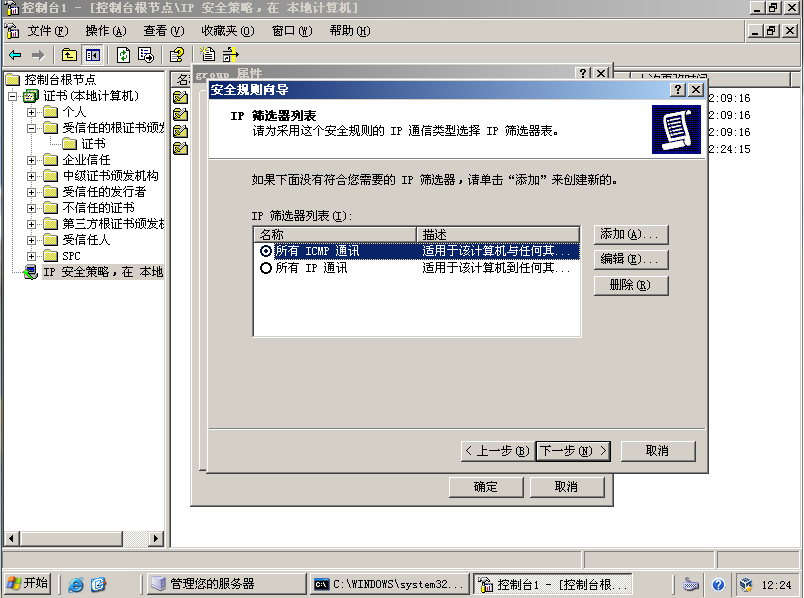 控制台1 - [控制台根节点\IP 安全策略，在 本地计算机]
文件(F) 操作(A) 查看(V) 收藏夹(O) 窗口(W) 帮助(H)
group 属性
控制台根节点
证书(本地计算机)
个人
受信任的根证书颁发
证书
企业信任
中级证书颁发机构
受信任的发行者
不信任的证书
第三方根证书颁发机
受信任人
SPC
IP 安全策略，在 本地
上次更改时间
2:09:16
2:09:16
2:09:16
2:24:15
安全规则向导
IP 筛选器列表
请为采用这个安全规则的 IP 通信类型选择 IP 筛选器表。
如果下面没有符合您需要的 IP 筛选器，请单击“添加”来创建新的。
IP 筛选器列表(I):
名称 描述
所有 ICMP 通讯 适用于该计算机与任何其...
所有 IP 通讯 适用于该计算机到任何其...
添加(A)...
编辑(E)...
删除(R)
< 上一步(B) 下一步(N) > 取消
确定 取消
开始 管理您的服务器 C:\WINDOWS\system32... 控制台1 - [控制台根... 12:24